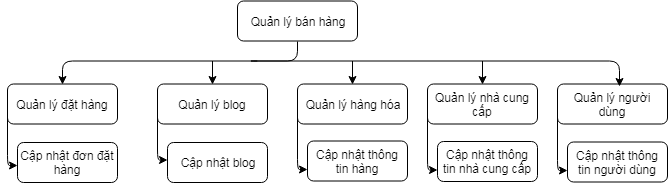 Quản lý bán hàng
Quản lý đặt hàng
Quản lý blog
Quản lý hàng hóa
Quản lý nhà cung
cấp
Quản lý người
dùng
Cập nhật đơn đặt
hàng
Cập nhật blog
Cập nhật thông
tin hàng
Cập nhật thông
tin nhà cung cấp
Cập nhật thông
tin người dùng